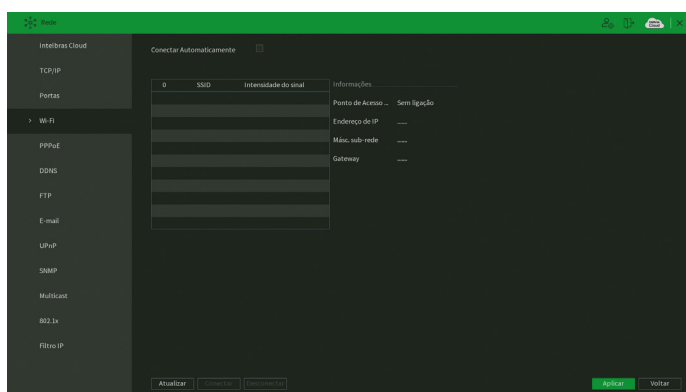 Rede
Intelbras Cloud
TCP/IP
Portas
> Wi-Fi
PPPoE
DDNS
FTP
E-mail
UPnP
SNMP
Multicast
802.1x
Filtro IP
Conectar Automaticamente
0 SSID Intensidade do sinal
Informações
Ponto de Acesso ... Sem ligação
Endereço de IP ---
Másc. sub-rede ---
Gateway ---
Atualizar Conectar Desconectar
Aplicar Voltar